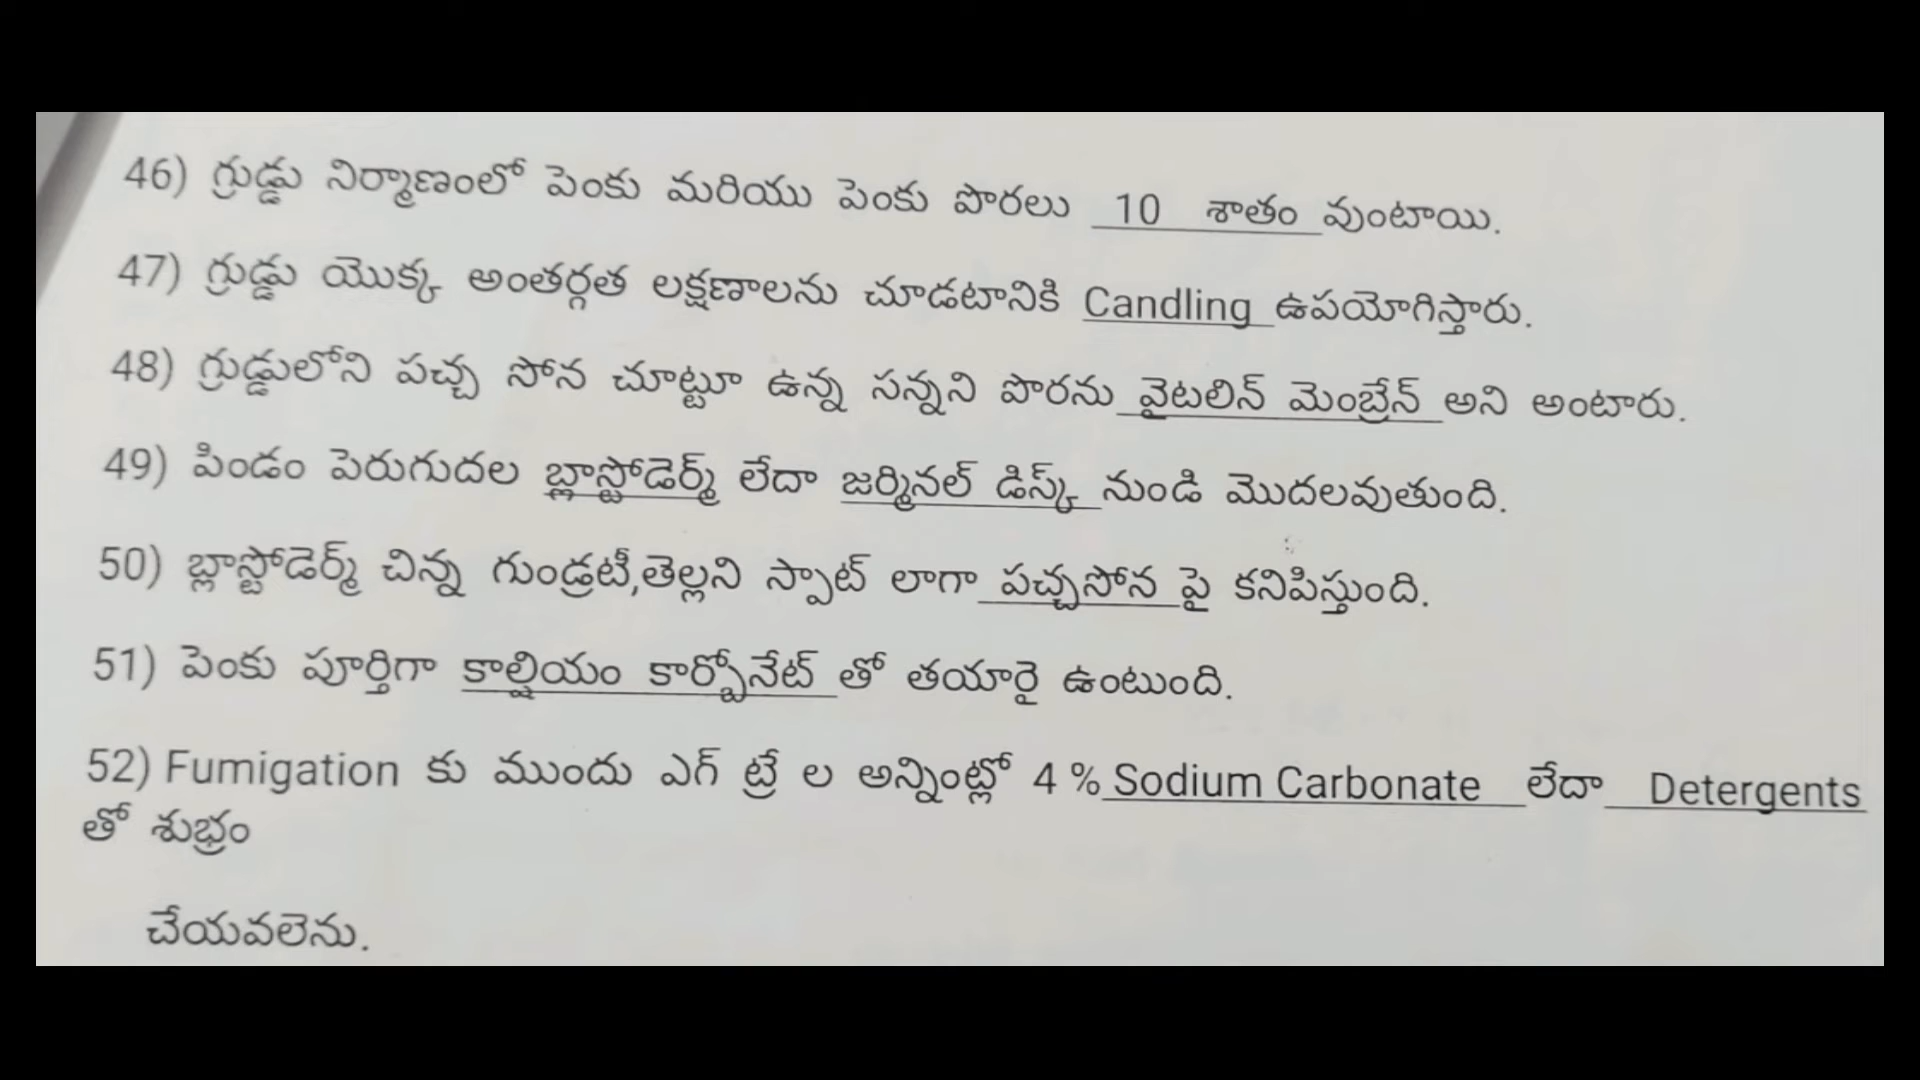 46) గ్రుడ్డు నిర్మాణంలో పెంకు మరియు పెంకు పొరలు 10 శాతం వుంటాయి.
47) గ్రుడ్డు యొక్క అంతర్గత లక్షణాలను చూడటానికి Candling ఉపయోగిస్తారు.
48) గ్రుడ్డులోని పచ్చ సోన చూట్టూ ఉన్న సన్నని పొరను వైటలిన్ మెంబ్రేన్ అని అంటారు.
49) పిండం పెరుగుదల బ్లాస్టోడెర్మ్ లేదా జర్మినల్ డిస్క్ నుండి మొదలవుతుంది.
50) బ్లాస్టోడెర్మ్ చిన్న గుండ్రటి,తెల్లని స్పాట్ లాగా పచ్చసోన పై కనిపిస్తుంది.
51) పెంకు పూర్తిగా కాల్షియం కార్బోనేట్ తో తయారై ఉంటుంది.
52) Fumigation కు ముందు ఎగ్ ట్రే ల అన్నింట్లో 4 % Sodium Carbonate లేదా Detergents
తో శుభ్రం
చేయవలెను.